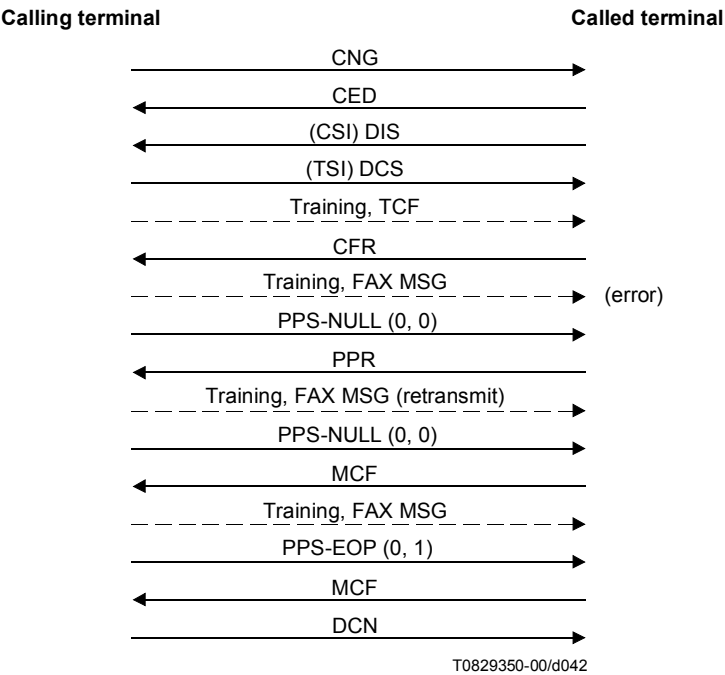 Calling terminal Called terminal
CNG
CED
(CSI) DIS
(TSI) DCS
Training, TCF
CFR
Training, FAX MSG (error)
PPS-NULL (0, 0)
PPR
Training, FAX MSG (retransmit)
PPS-NULL (0, 0)
MCF
Training, FAX MSG
PPS-EOP (0, 1)
MCF
DCN
T0829350-00/d042